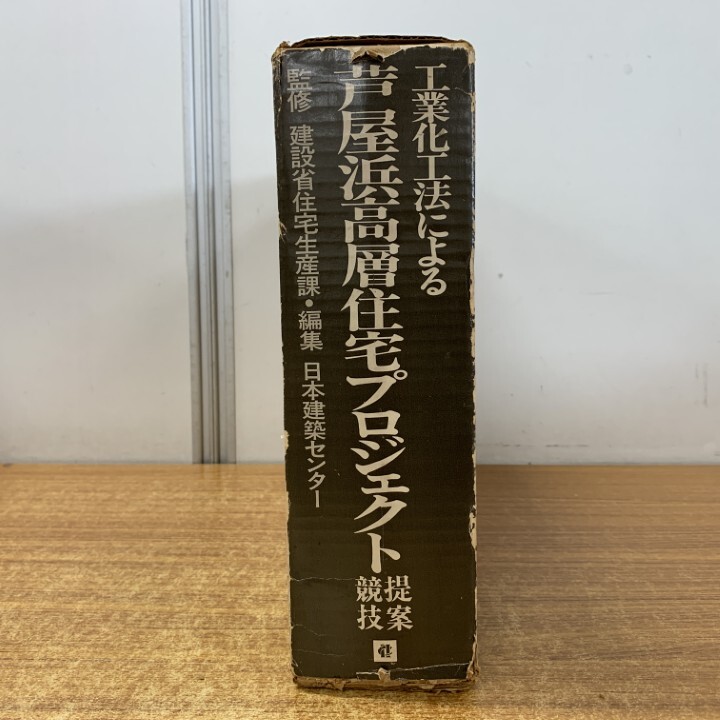 工業化工法による
芦屋浜高層住宅プロジェクト
提案
競技
監修 建設省住宅生産課・編集 日本建築センター